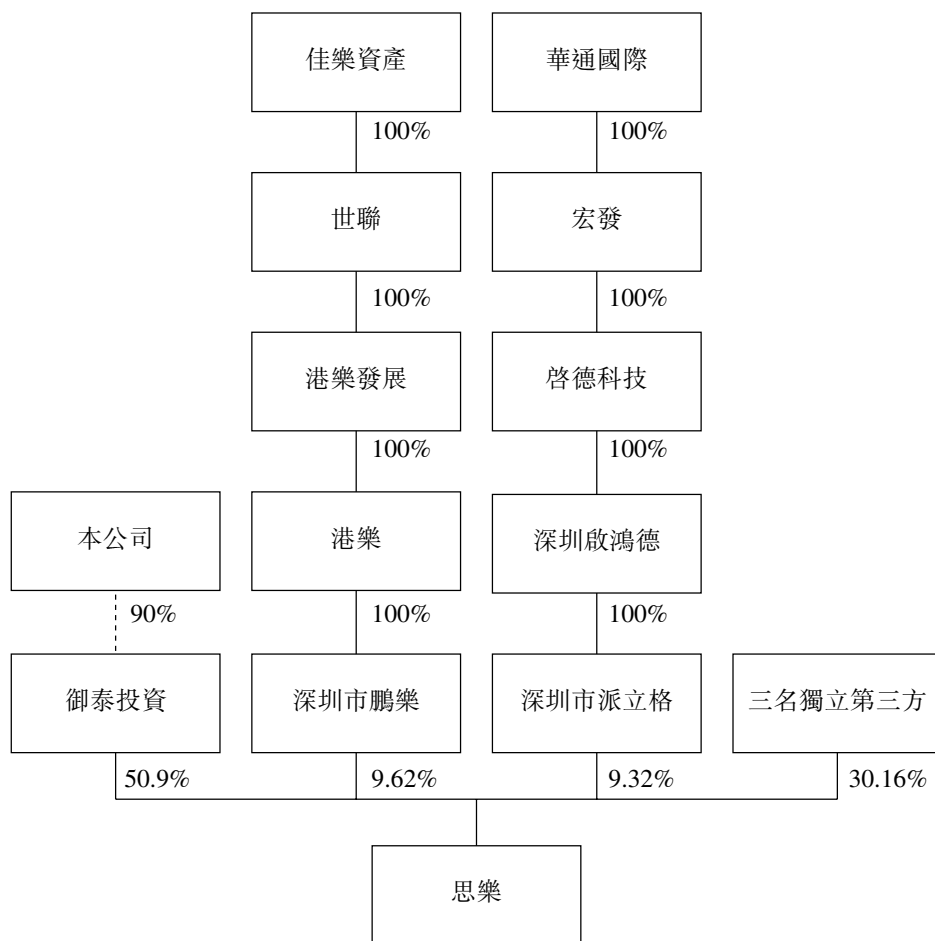 佳樂資產
華通國際
100%
100%
世聯
宏發
100%
100%
港樂發展
啓德科技
100%
100%
本公司
港樂
深圳啟鴻德
90%
100%
100%
御泰投資
深圳市鵬樂
深圳市派立格
三名獨立第三方
50.9%
9.62%
9.32%
30.16%
思樂